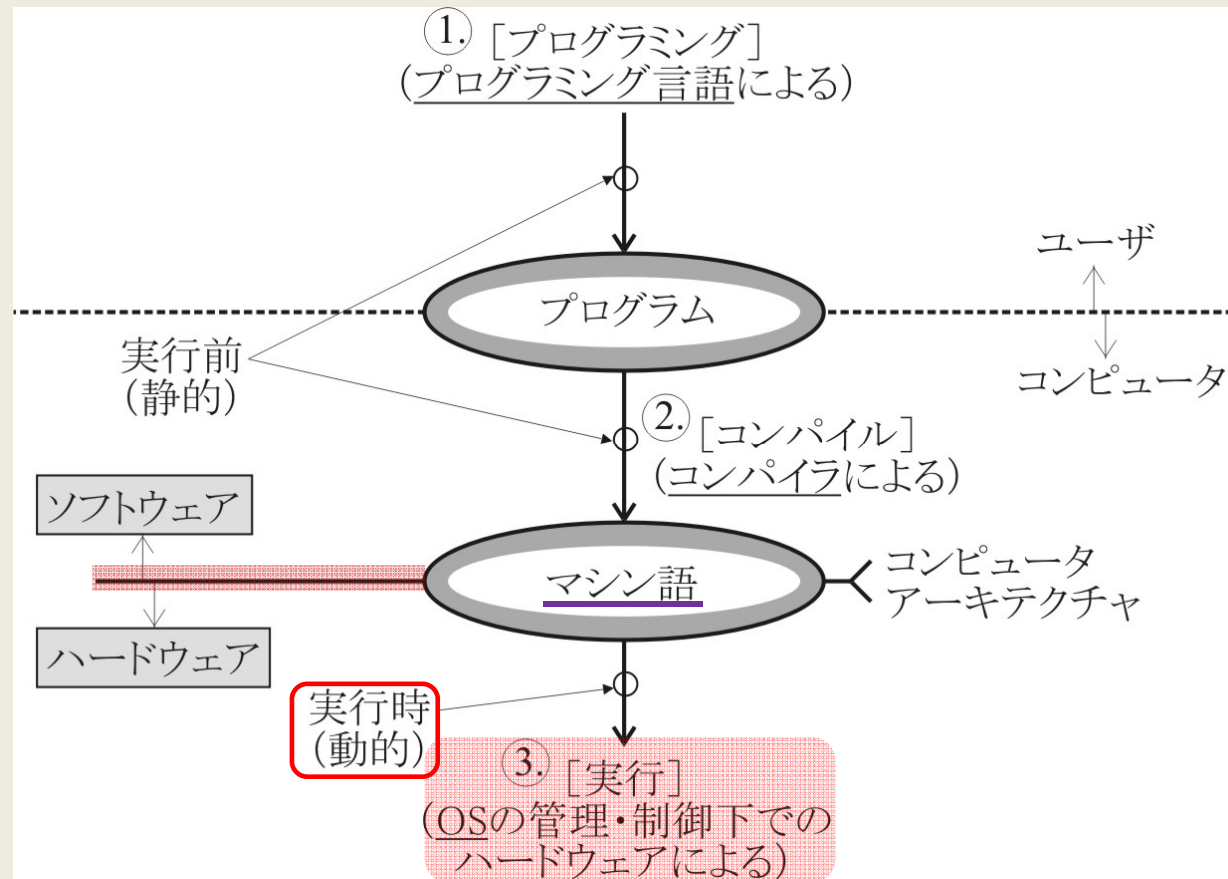 ①. [プログラミング]
(プログラミング言語による)
プログラム
ユーザ
コンピュータ
実行前
(静的)
②. [コンパイル]
(コンパイラによる)
ソフトウェア
ハードウェア
マシン語
コンピュータ
アーキテクチャ
実行時
(動的)
③. [実行]
(OSの管理・制御下での
ハードウェアによる)